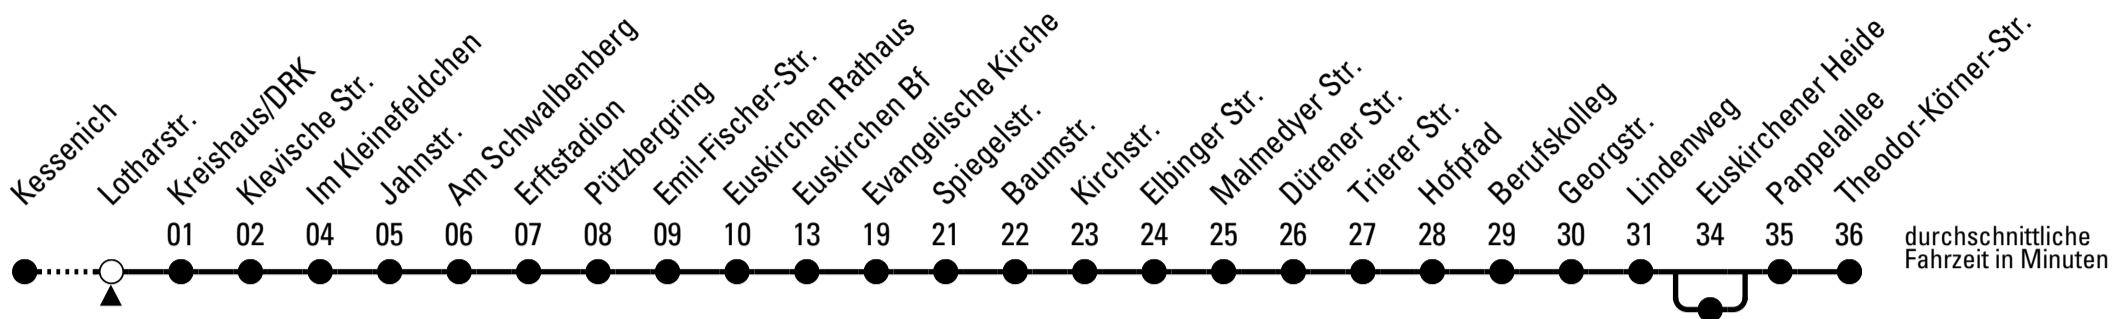 Kessenich
Lotharstr.
Kreishaus/DRK
Klevische Str.
Im Kleinefeldchen
Jahnstr.
Am Schwalbenberg
Erftstadion
Pützbergring
Emil-Fischer-Str.
Euskirchen Rathaus
Euskirchen Bf
Evangelische Kirche
Spiegelstr.
Baumstr.
Kirchstr.
Elbinger Str.
Malmedyer Str.
Dürener Str.
Trierer Str.
Hofpfad
Berufskolleg
Georgstr.
Lindenweg
Euskirchener Heide
Pappelallee
Theodor-Körner-Str.
01 02 04 05 06 07 08 09 10 13 19 21 22 23 24 25 26 27 28 29 30 31 34 35 36
durchschnittliche
Fahrzeit in Minuten